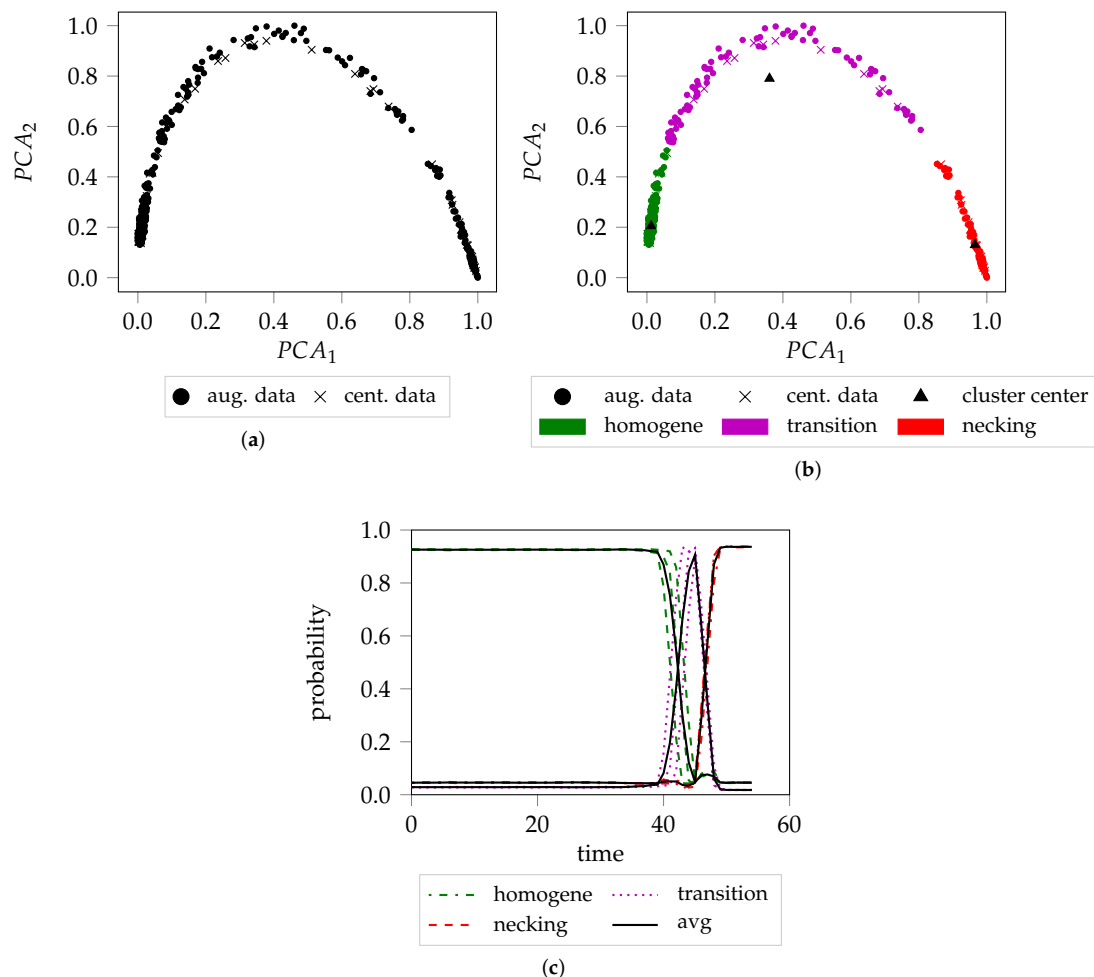 1.0
0.8
0.6
0.4
0.2
0.0
PCA₂
0.0 0.2 0.4 0.6 0.8 1.0
PCA₁
aug. data cent. data
(a)
1.0
0.8
0.6
0.4
0.2
0.0
PCA₂
0.0 0.2 0.4 0.6 0.8 1.0
PCA₁
aug. data cent. data cluster center
homogene transition necking
(b)
1.0
0.8
0.6
0.4
0.2
0.0
probability
0 20 40 60
time
homogene transition
necking avg
(c)